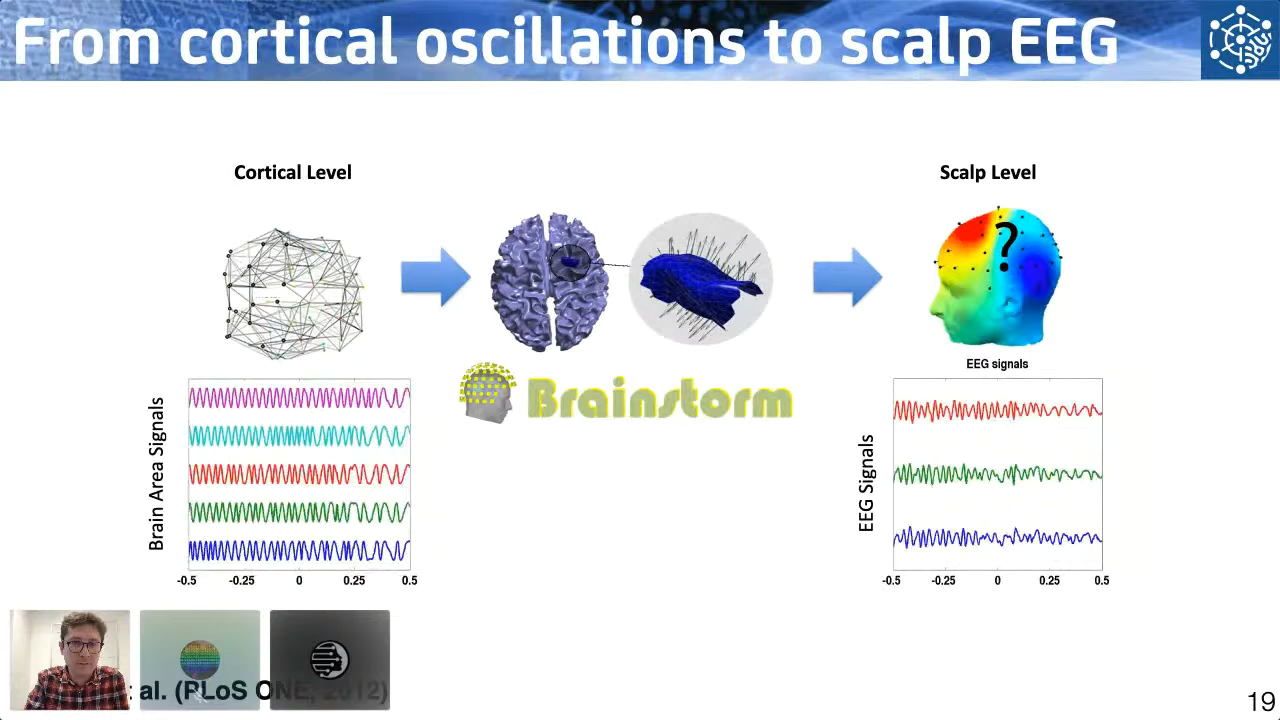 From cortical oscillations to scalp EEG
Cortical Level
Scalp Level
?
EEG signals
Brainstorm
Brain Area Signals
EEG Signals
-0.5 -0.25 0 0.25 0.5
-0.5 -0.25 0 0.25 0.5
al. (PLoS ONE, 2012)
19